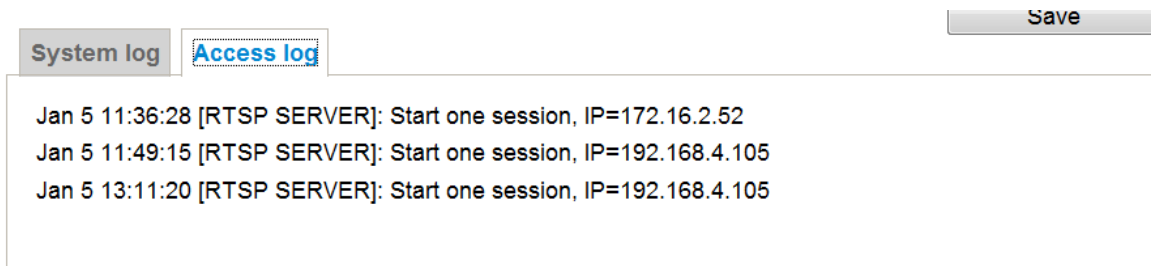 Save
System log Access log
Jan 5 11:36:28 [RTSP SERVER]: Start one session, IP=172.16.2.52
Jan 5 11:49:15 [RTSP SERVER]: Start one session, IP=192.168.4.105
Jan 5 13:11:20 [RTSP SERVER]: Start one session, IP=192.168.4.105